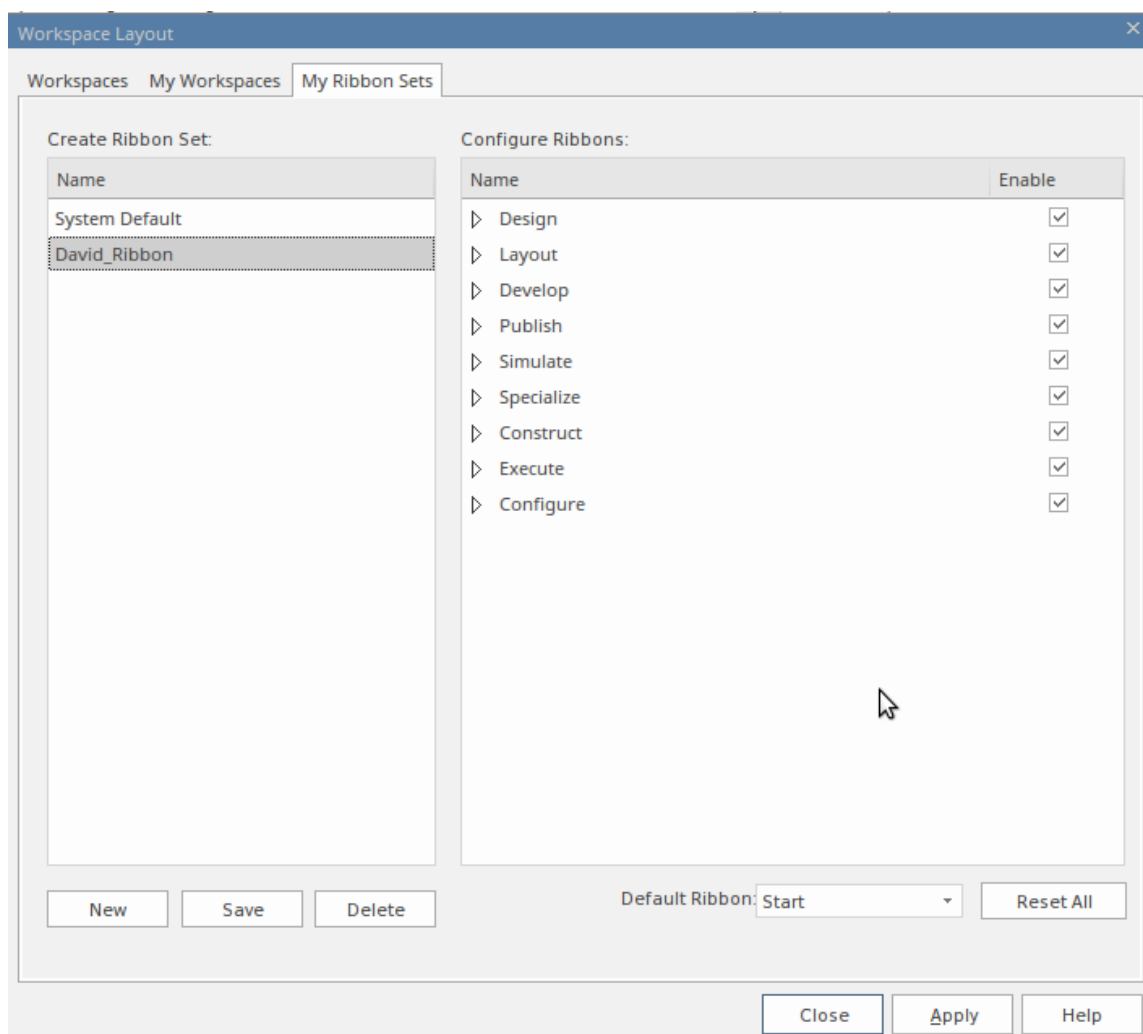 Workspace Layout
Workspaces My Workspaces My Ribbon Sets
Create Ribbon Set:
Name
System Default
David_Ribbon
New Save Delete
Configure Ribbons:
Name Enable
Design
Layout
Develop
Publish
Simulate
Specialize
Construct
Execute
Configure
Default Ribbon: Start Reset All
Close Apply Help